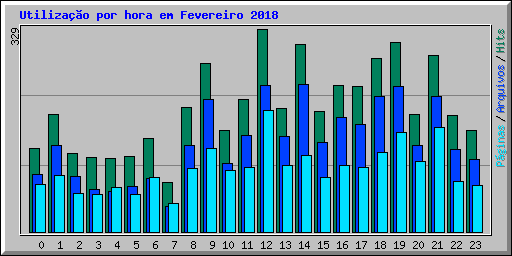 Utilização por hora em Fevereiro 2018
329
Páginas / Arquivos / Hits
0 1 2 3 4 5 6 7 8 9 10 11 12 13 14 15 16 17 18 19 20 21 22 23